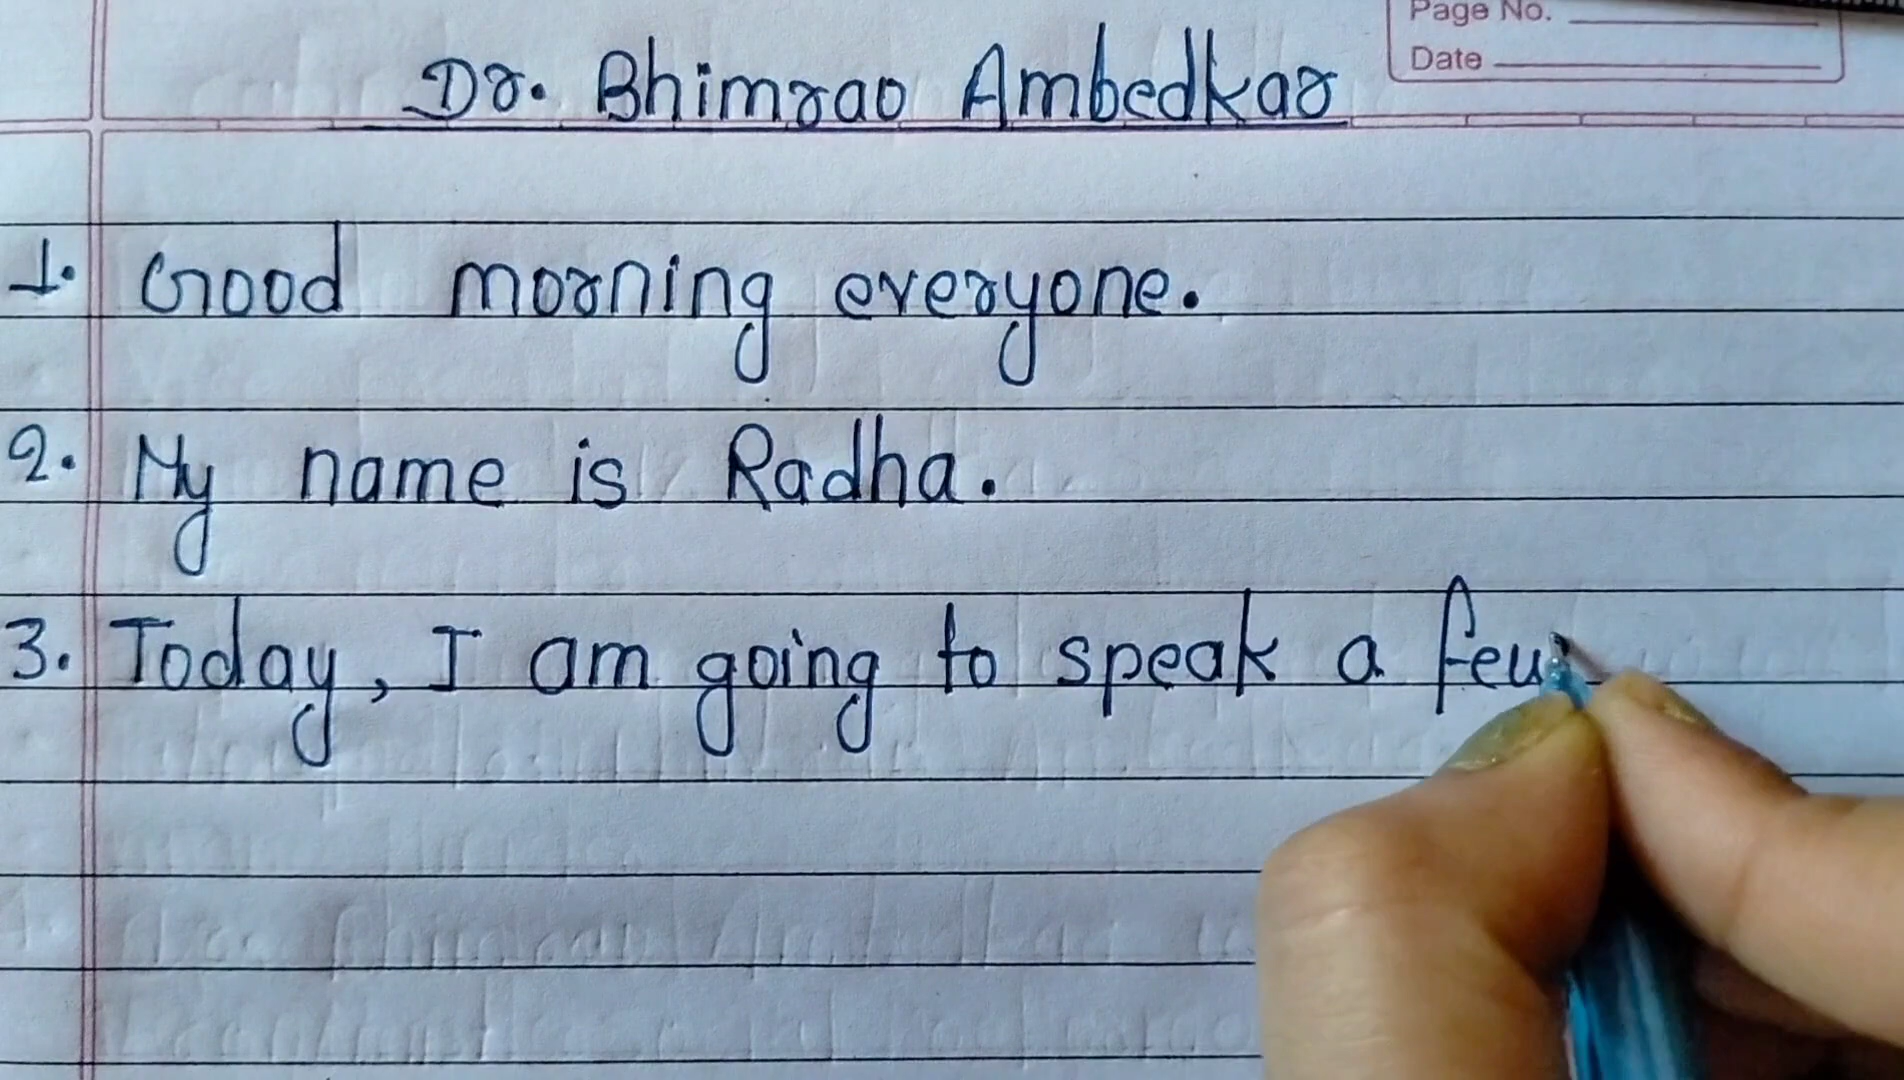 Page No.
Date
Dr. Bhimrao Ambedkar
1. Good morning everyone.
2. My name is Radha.
3. Today, I am going to speak a few